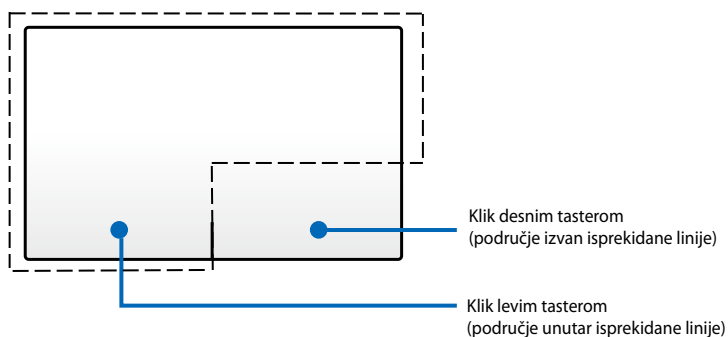 Klik desnim tasterom
(područje izvan isprekidane linije)
Klik levim tasterom
(područje unutar isprekidane linije)